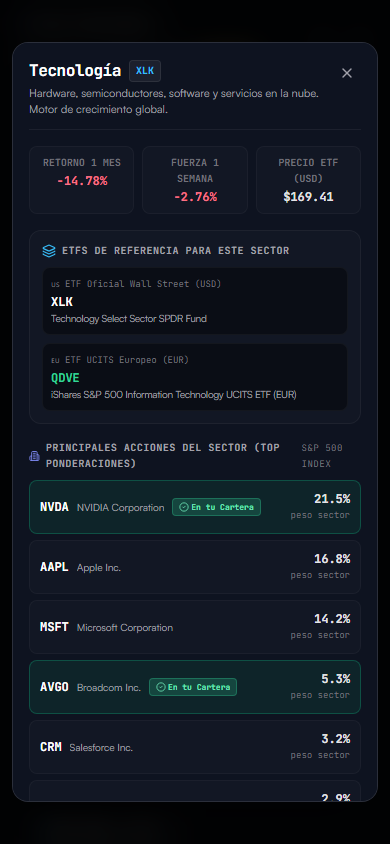 Tecnología XLK
Hardware, semiconductores, software y servicios en la nube.
Motor de crecimiento global.
RETORNO 1 MES
-14.78%
FUERZA 1
SEMANA
-2.76%
PRECIO ETF
(USD)
$169.41
ETFS DE REFERENCIA PARA ESTE SECTOR
US ETF Oficial Wall Street (USD)
XLK
Technology Select Sector SPDR Fund
EU ETF UCITS Europeo (EUR)
QDVE
iShares S&P 500 Information Technology UCITS ETF (EUR)
PRINCIPALES ACCIONES DEL SECTOR (TOP
PONDERACIONES)
S&P 500
INDEX
NVDA NVIDIA Corporation En tu Cartera
21.5%
peso sector
AAPL Apple Inc.
16.8%
peso sector
MSFT Microsoft Corporation
14.2%
peso sector
AVGO Broadcom Inc. En tu Cartera
5.3%
peso sector
CRM Salesforce Inc.
3.2%
peso sector
2.9%